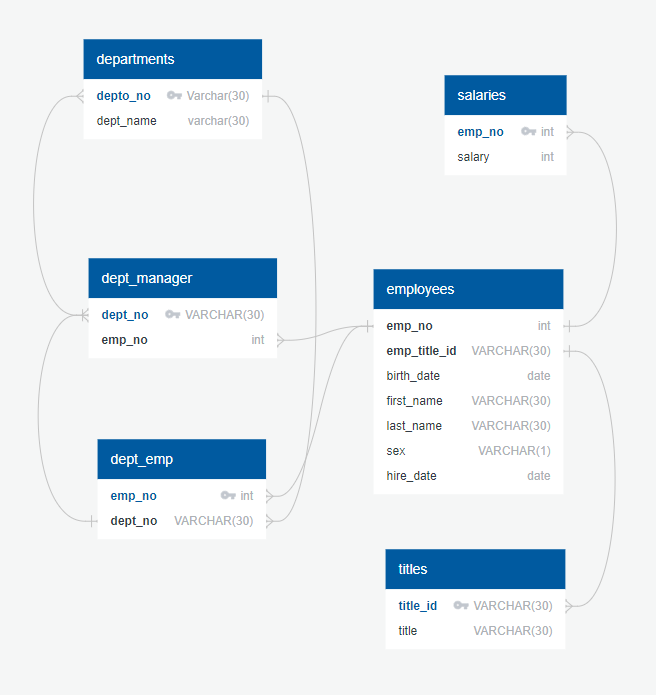 departments
depto_no Varchar(30)
dept_name varchar(30)
salaries
emp_no int
salary int
dept_manager
dept_no VARCHAR(30)
emp_no int
employees
emp_no int
emp_title_id VARCHAR(30)
birth_date date
first_name VARCHAR(30)
last_name VARCHAR(30)
sex VARCHAR(1)
hire_date date
dept_emp
emp_no int
dept_no VARCHAR(30)
titles
title_id VARCHAR(30)
title VARCHAR(30)